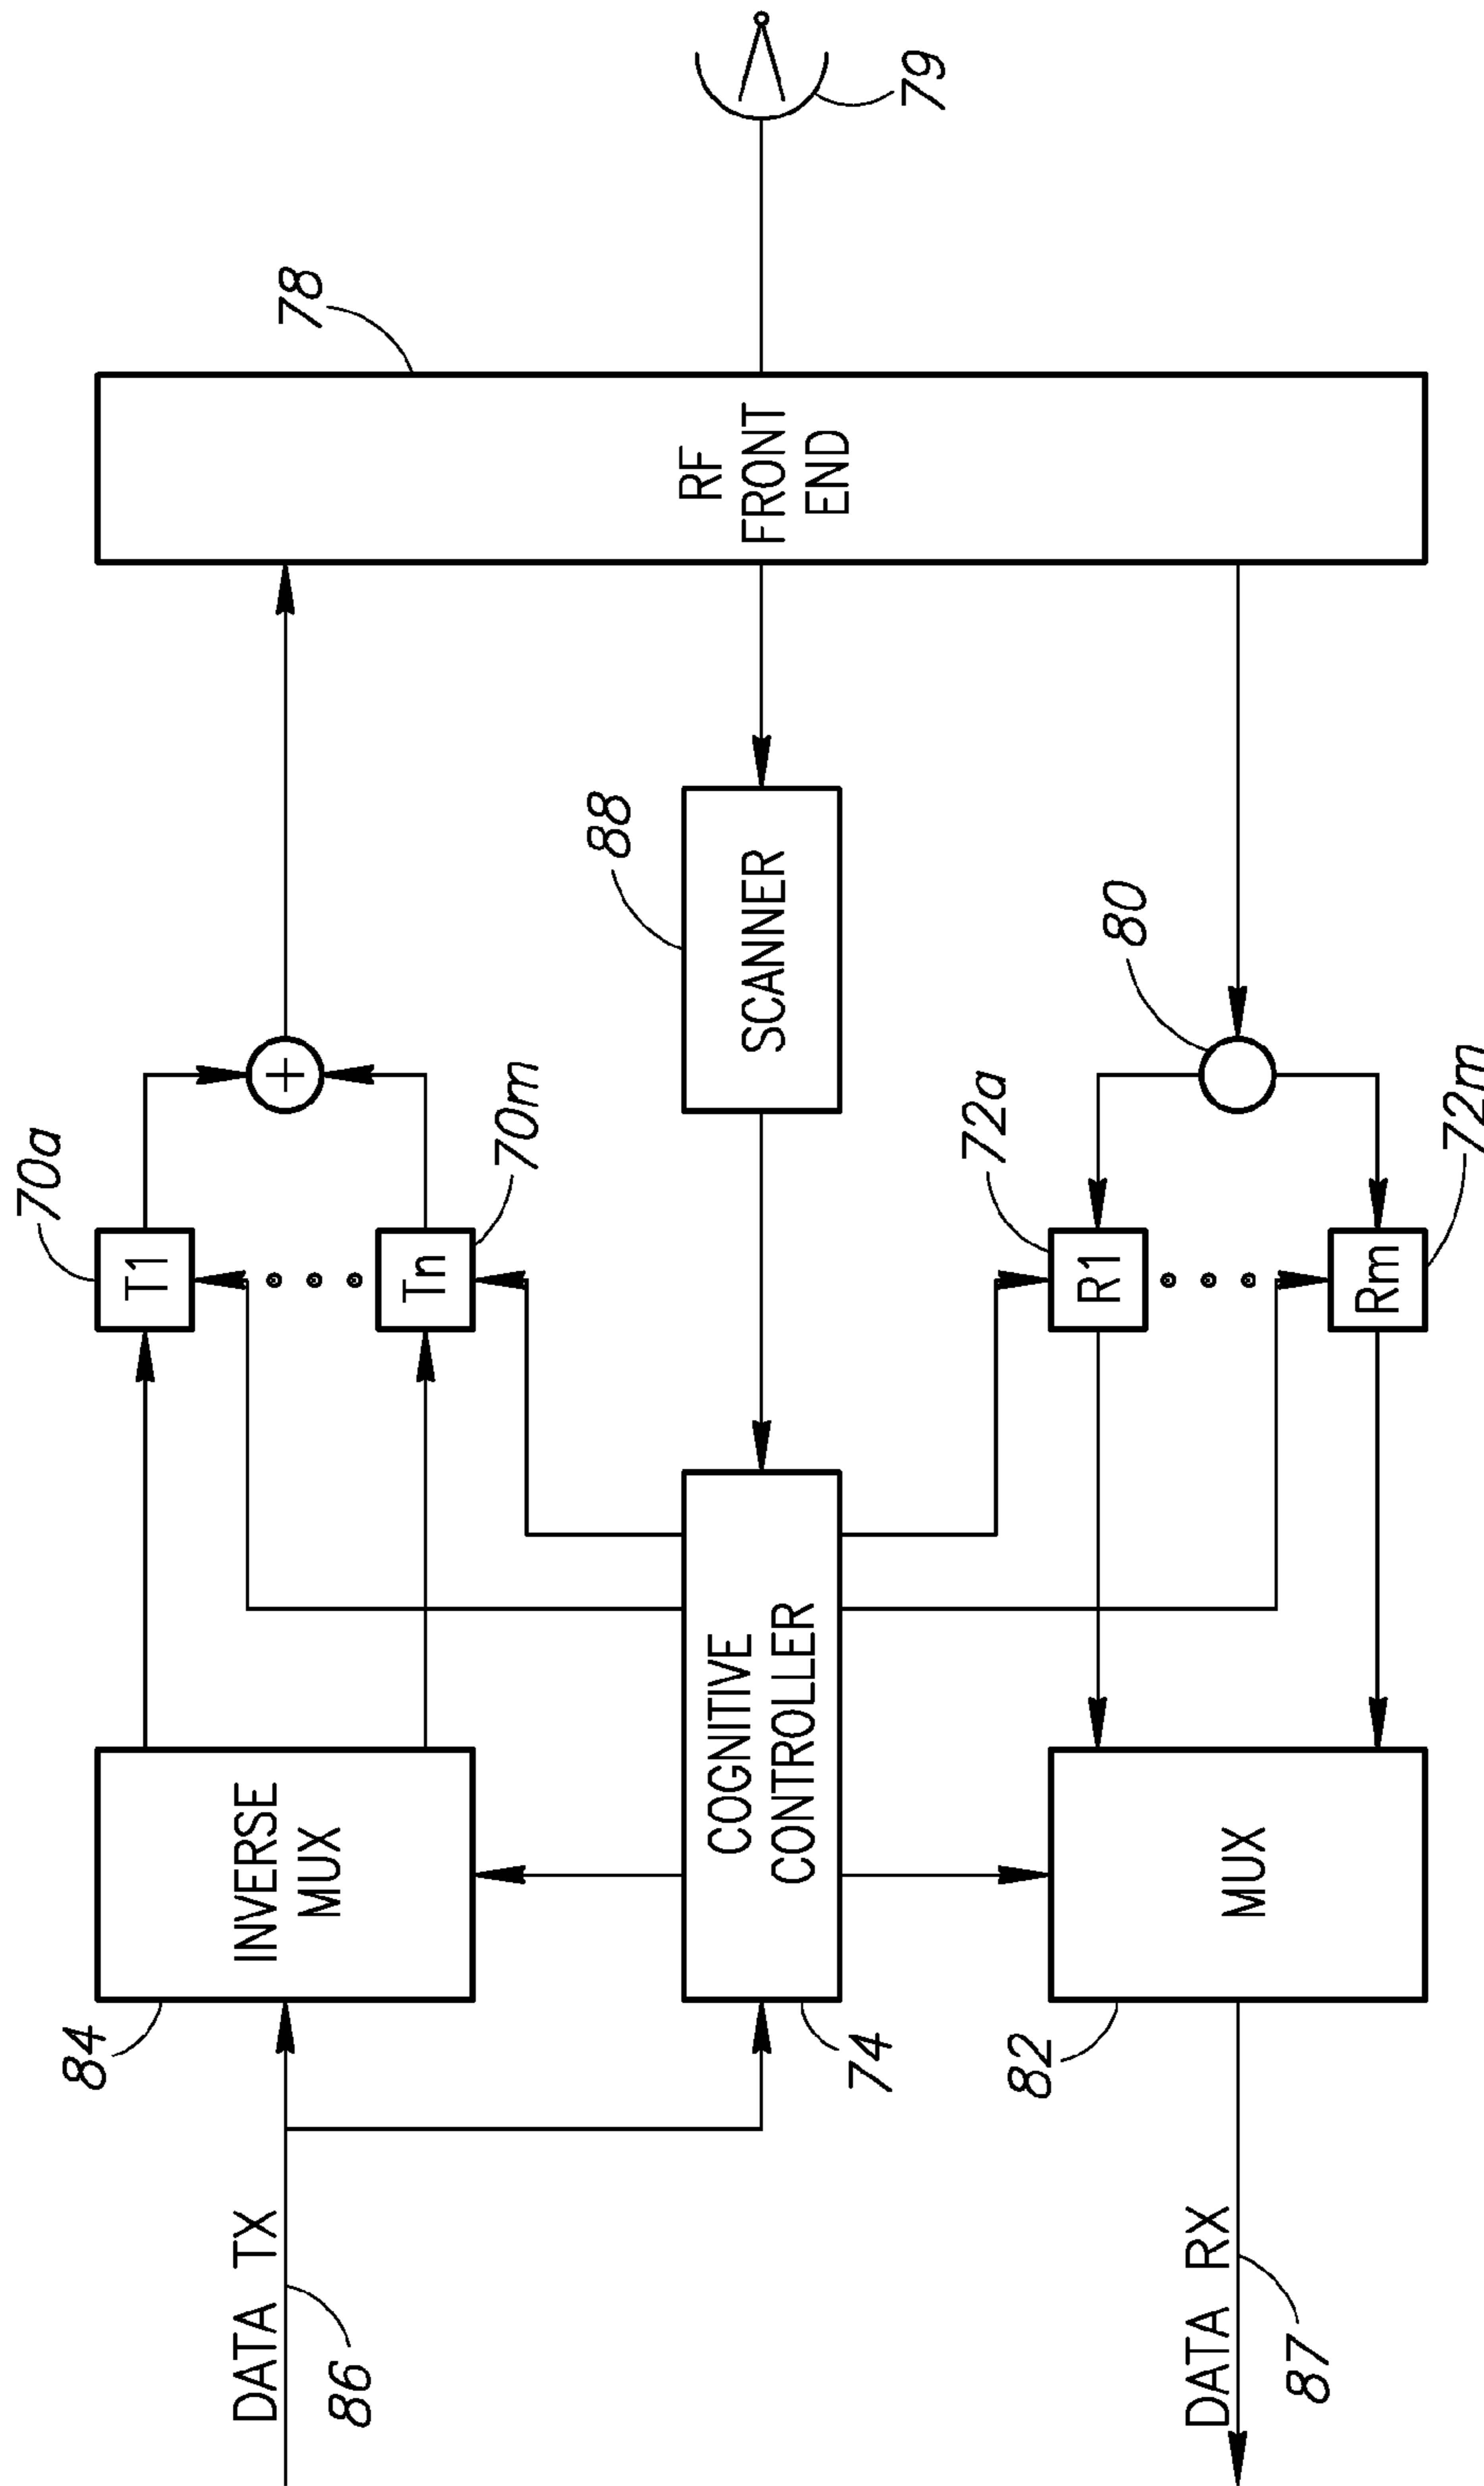 70a
T1
Tn
70m
84
INVERSE
MUX
DATA TX
86
78
RF
FRONT
END
79
88
SCANNER
COGNITIVE
CONTROLLER
74
80
72a
R1
Rm
72m
82
MUX
DATA RX
87